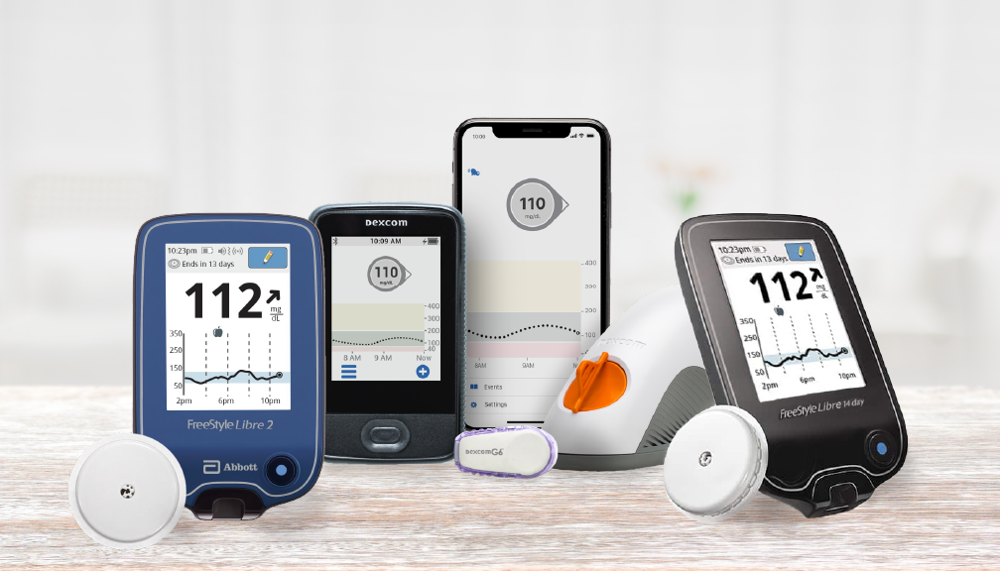 10:23pm
Ends in 13 days
112
mg
dL
350
250
150
50
2pm
6pm
10pm
FreeStyle Libre 2
Abbott
Dexcom
10:09 AM
110
mg/dL
400
300
200
100
40
8 AM
9 AM
Now
10:00
110
mg/dL
400
300
200
100
8AM
9AM
Now
Events
Settings
Dexcom G6
10:23pm
Ends in 13 days
112
mg
dL
350
250
150
50
2pm
6pm
10pm
FreeStyle Libre 14 day